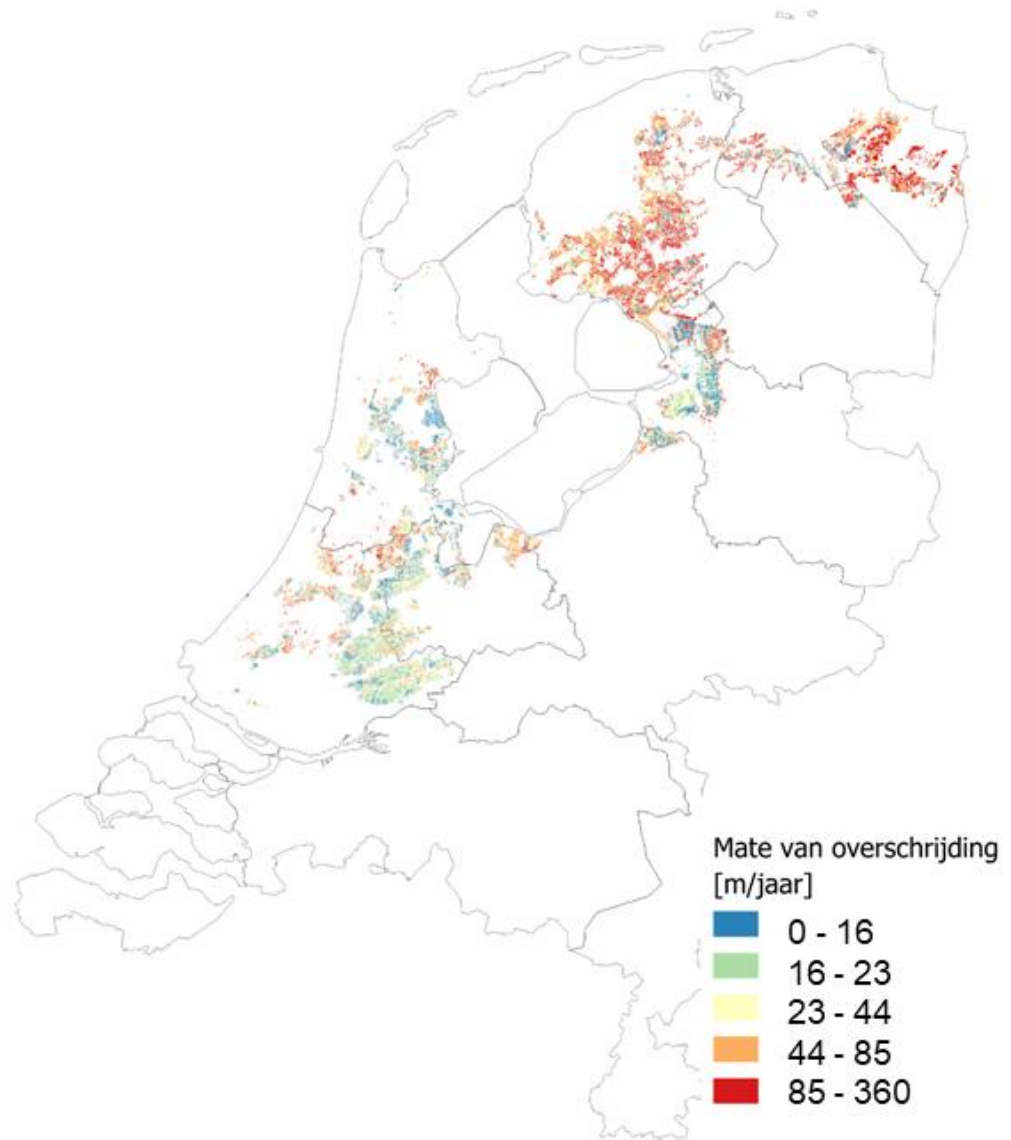 Mate van overschrijding
[m/jaar]
0 - 16
16 - 23
23 - 44
44 - 85
85 - 360